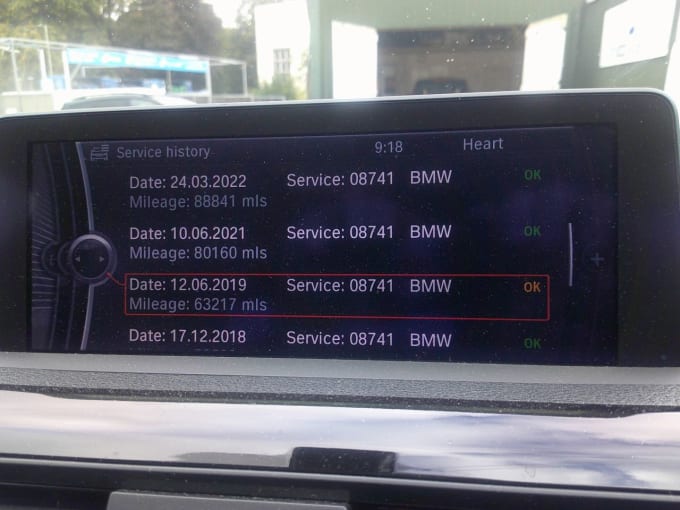 Service history 9:18 Heart
Date: 24.03.2022 Service: 08741 BMW OK
Mileage: 88841 mls
Date: 10.06.2021 Service: 08741 BMW OK
Mileage: 80160 mls
Date: 12.06.2019 Service: 08741 BMW OK
Mileage: 63217 mls
Date: 17.12.2018 Service: 08741 BMW OK